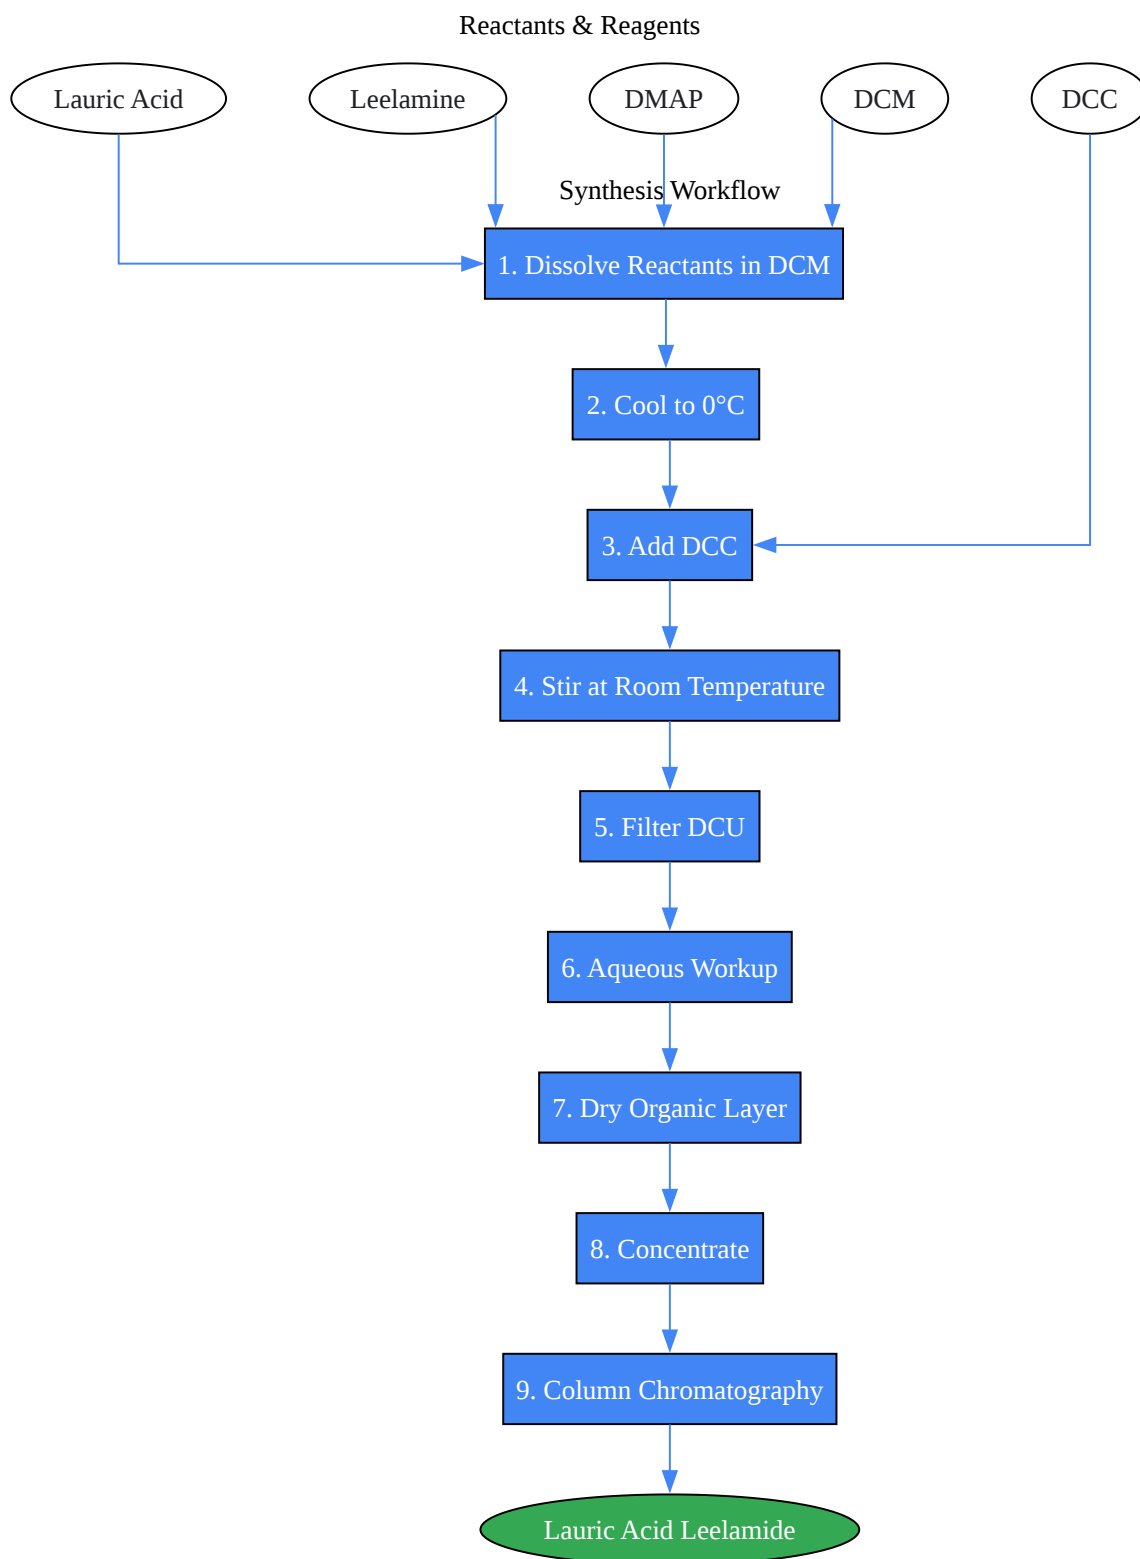 Reactants & Reagents
Lauric Acid
Leelamine
DMAP
DCM
DCC
Synthesis Workflow
1. Dissolve Reactants in DCM
2. Cool to 0°C
3. Add DCC
4. Stir at Room Temperature
5. Filter DCU
6. Aqueous Workup
7. Dry Organic Layer
8. Concentrate
9. Column Chromatography
Lauric Acid Leelamide